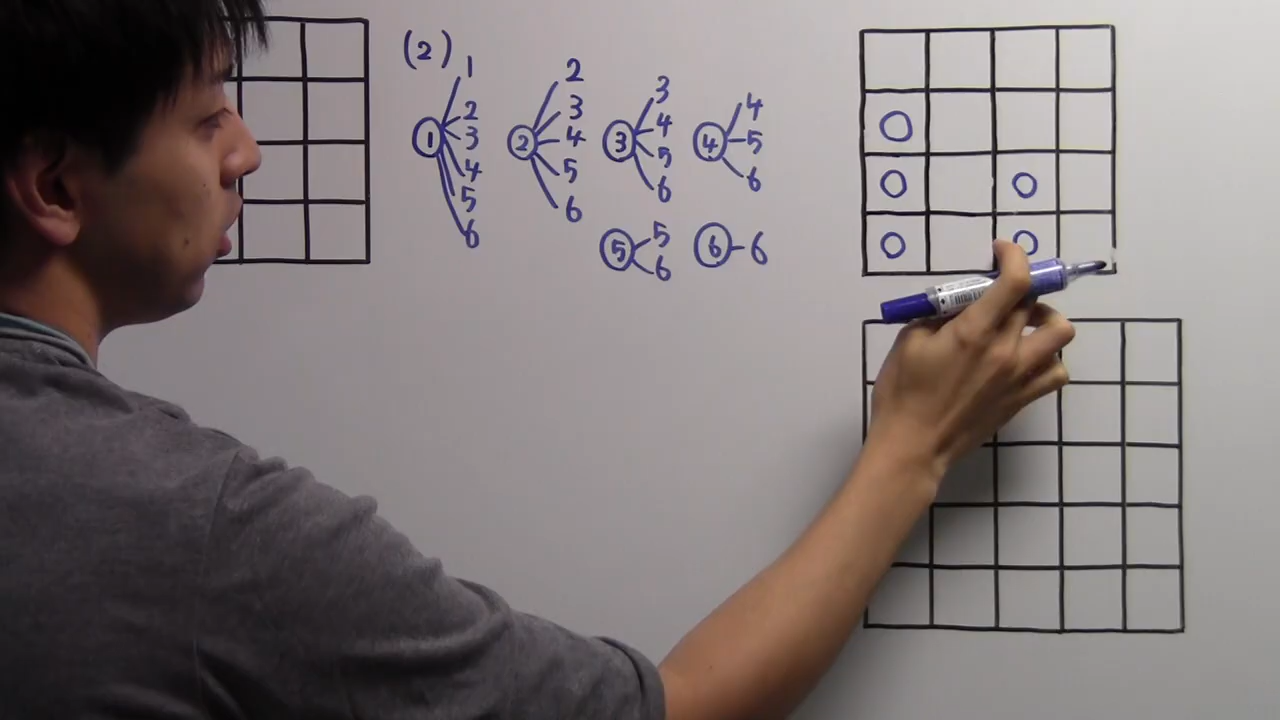 (2)
① 1 2 3 4 5 6
② 2 3 4 5 6
③ 3 4 5 6
④ 4 5 6
⑤ 5 6
⑥ 6